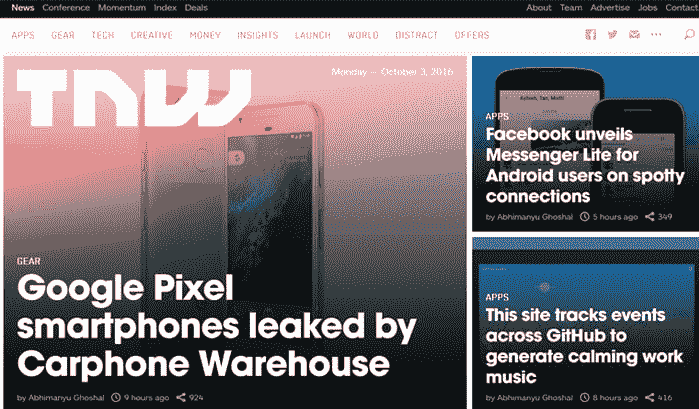 News Conference Momentum Index Deals
About Team Advertise Jobs Contact
APPS GEAR TECH CREATIVE MONEY INSIGHTS LAUNCH WORLD DISTRACT OFFERS
TNW
Monday — October 3, 2016
GEAR
Google Pixel
smartphones leaked by
Carphone Warehouse
by Abhimanyu Ghoshal 9 hours ago 924
APPS
Facebook unveils
Messenger Lite for
Android users on spotty
connections
by Abhimanyu Ghoshal 5 hours ago 349
APPS
This site tracks events
across GitHub to
generate calming work
music
by Abhimanyu Ghoshal 8 hours ago 416